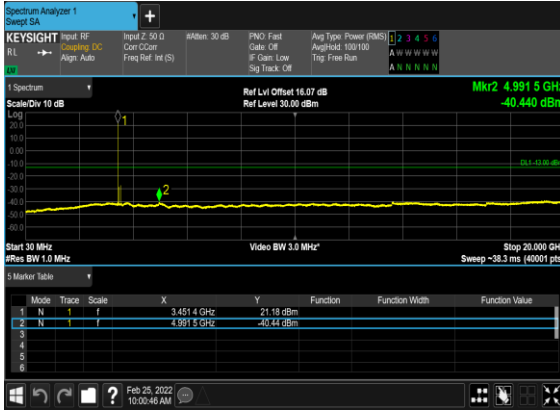 Spectrum Analyzer 1
Swept SA
+
KEYSIGHT
RL
Input: RF
Coupling: DC
Align: Auto
Input Z: 50 Ω
Corr CCorr
Freq Ref: Int (S)
#Atten: 30 dB
PNO: Fast
Gate: Off
IF Gain: Low
Sig Track: Off
Avg Type: Power (RMS)
Avg|Hold: 100/100
Trig: Free Run
1 2 3 4 5 6
A W W W W W
A N N N N N
1 Spectrum
Scale/Div 10 dB
Log
Ref Lvl Offset 16.07 dB
Ref Level 30.00 dBm
Mkr2 4.991 5 GHz
-40.440 dBm
20.0
10.0
0.00
-10.0
-20.0
-30.0
-40.0
-50.0
-60.0
1
2
DL1 -13.00 dBm
Start 30 MHz
#Res BW 1.0 MHz
Video BW 3.0 MHz*
Stop 20.000 GHz
Sweep ~38.3 ms (40001 pts
5 Marker Table
Mode Trace Scale X Y Function Function Width Function Value
1 N 1 f 3.451 4 GHz 21.18 dBm
2 N 1 f 4.991 5 GHz -40.44 dBm
3
4
5
6
?
Feb 25, 2022
10:00:46 AM